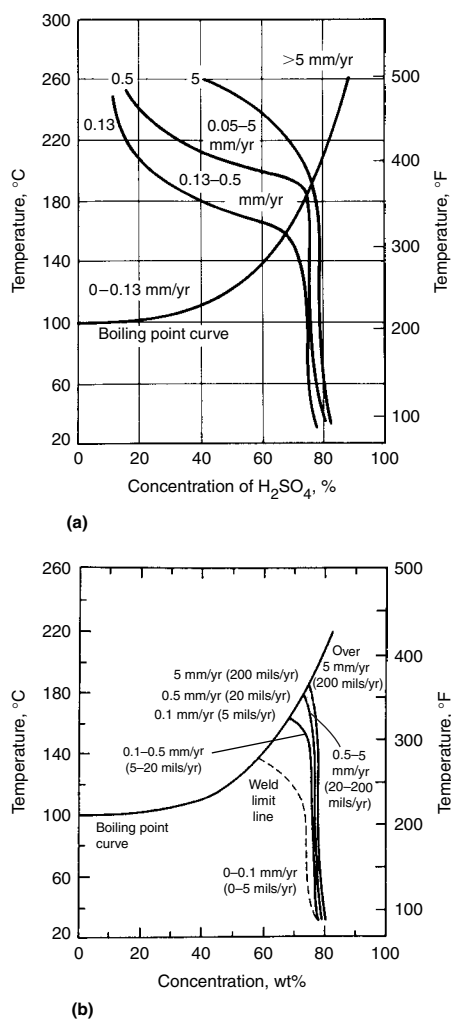 300
260
220
180
140
100
60
20
Temperature, °C
500
400
300
200
100
Temperature, °F
0.13
0.5
5
>5 mm/yr
0.05–5
mm/yr
0.13–0.5
mm/yr
0–0.13 mm/yr
Boiling point curve
0 20 40 60 80 100
Concentration of H₂SO₄, %
(a)
260
220
180
140
100
60
20
Temperature, °C
500
400
300
200
100
Temperature, °F
Over
5 mm/yr
(200 mils/yr)
5 mm/yr (200 mils/yr)
0.5 mm/yr (20 mils/yr)
0.1 mm/yr (5 mils/yr)
0.1–0.5 mm/yr
(5–20 mils/yr)
0.5–5
mm/yr
(20–200
mils/yr)
Weld
limit
line
Boiling point
curve
0–0.1 mm/yr
(0–5 mils/yr)
0 20 40 60 80 100
Concentration, wt%
(b)